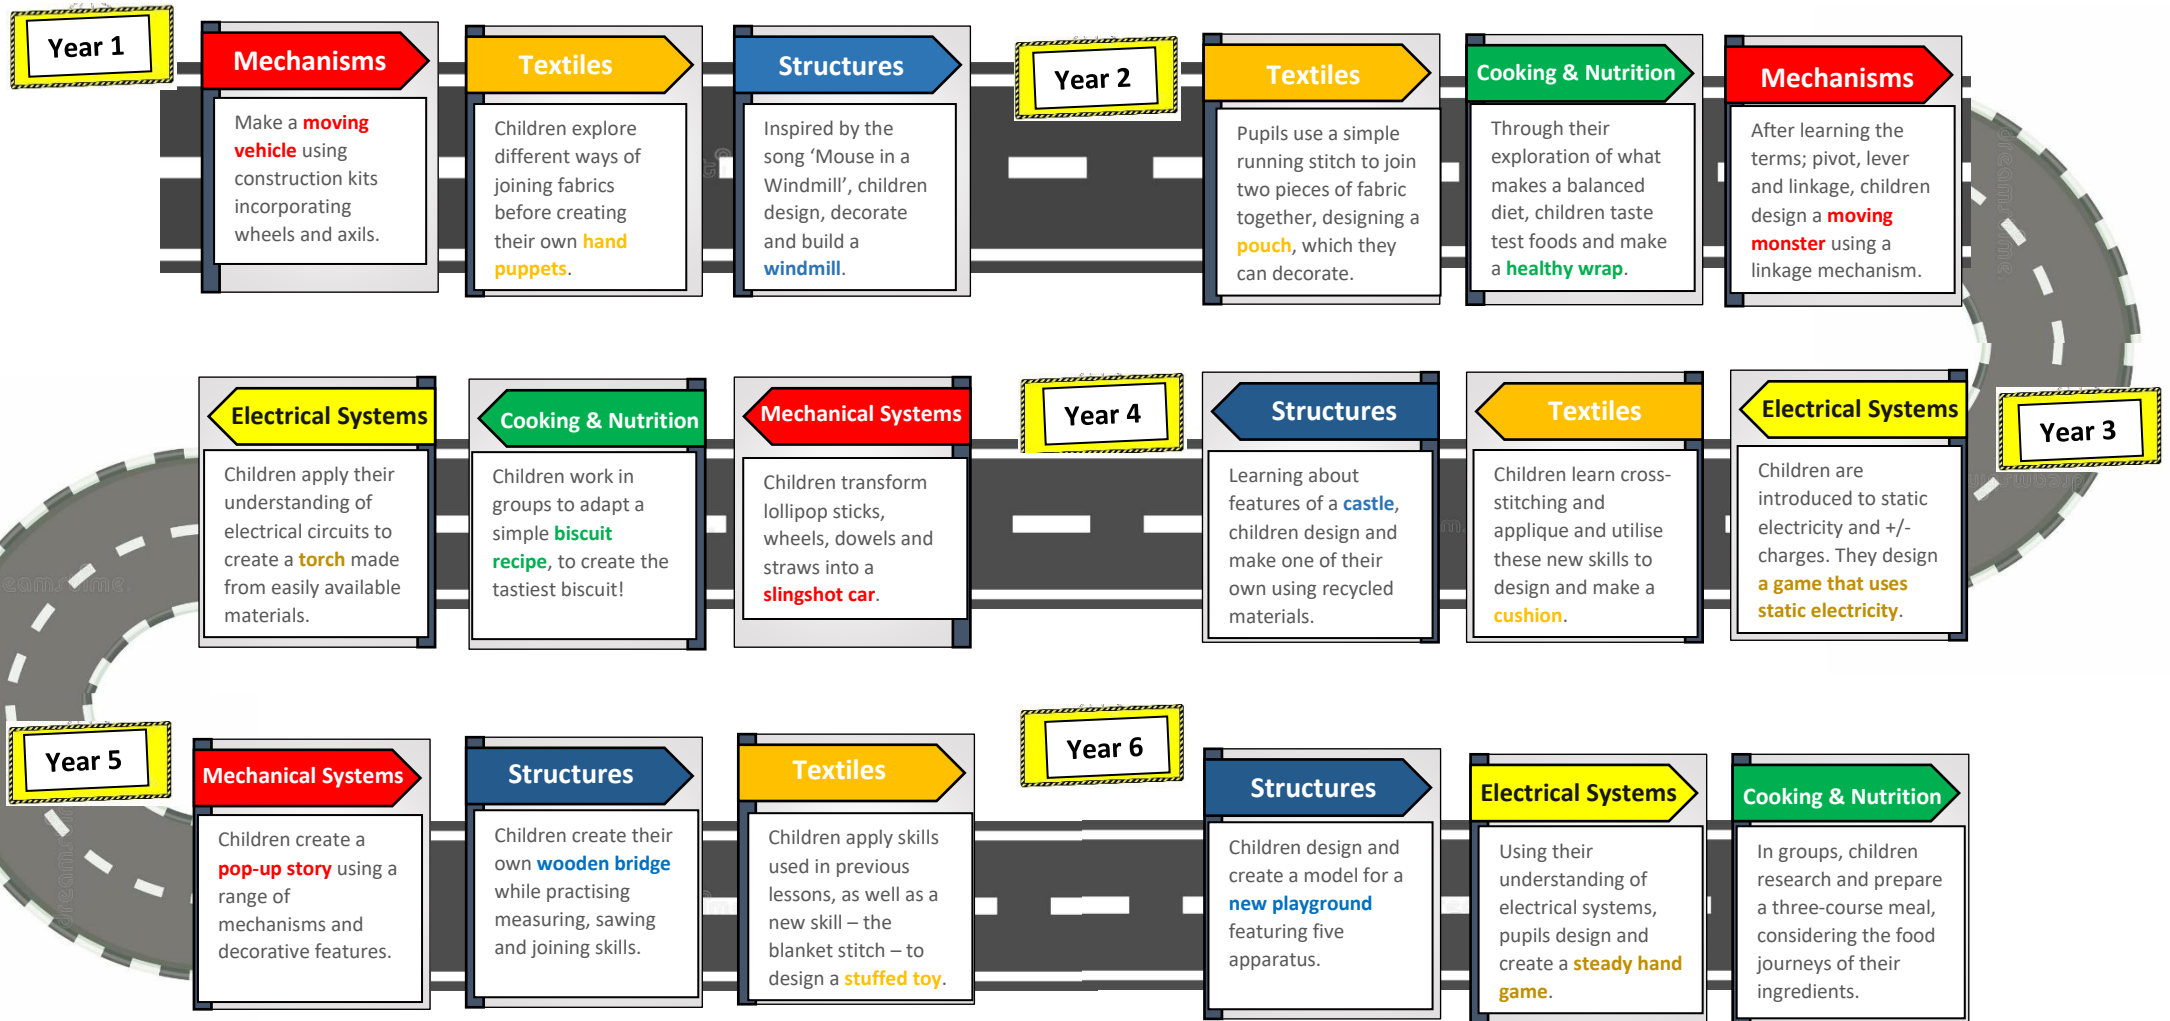 Year 1
Mechanisms
Make a moving
vehicle using
construction kits
incorporating
wheels and axils.
Textiles
Children explore
different ways of
joining fabrics
before creating
their own hand
puppets.
Structures
Inspired by the
song ‘Mouse in a
Windmill’, children
design, decorate
and build a
windmill.
Year 2
Textiles
Pupils use a simple
running stitch to join
two pieces of fabric
together, designing a
pouch, which they
can decorate.
Cooking & Nutrition
Through their
exploration of what
makes a balanced
diet, children taste
test foods and make
a healthy wrap.
Mechanisms
After learning the
terms; pivot, lever
and linkage, children
design a moving
monster using a
linkage mechanism.
Year 3
Electrical Systems
Children are
introduced to static
electricity and +/-
charges. They design
a game that uses
static electricity.
Textiles
Children learn cross-
stitching and
applique and utilise
these new skills to
design and make a
cushion.
Structures
Learning about
features of a castle,
children design and
make one of their
own using recycled
materials.
Year 4
Mechanical Systems
Children transform
lollipop sticks,
wheels, dowels and
straws into a
slingshot car.
Cooking & Nutrition
Children work in
groups to adapt a
simple biscuit
recipe, to create the
tastiest biscuit!
Electrical Systems
Children apply their
understanding of
electrical circuits to
create a torch made
from easily available
materials.
Year 5
Mechanical Systems
Children create a
pop-up story using a
range of
mechanisms and
decorative features.
Structures
Children create their
own wooden bridge
while practising
measuring, sawing
and joining skills.
Textiles
Children apply skills
used in previous
lessons, as well as a
new skill – the
blanket stitch – to
design a stuffed toy.
Year 6
Structures
Children design and
create a model for a
new playground
featuring five
apparatus.
Electrical Systems
Using their
understanding of
electrical systems,
pupils design and
create a steady hand
game.
Cooking & Nutrition
In groups, children
research and prepare
a three-course meal,
considering the food
journeys of their
ingredients.